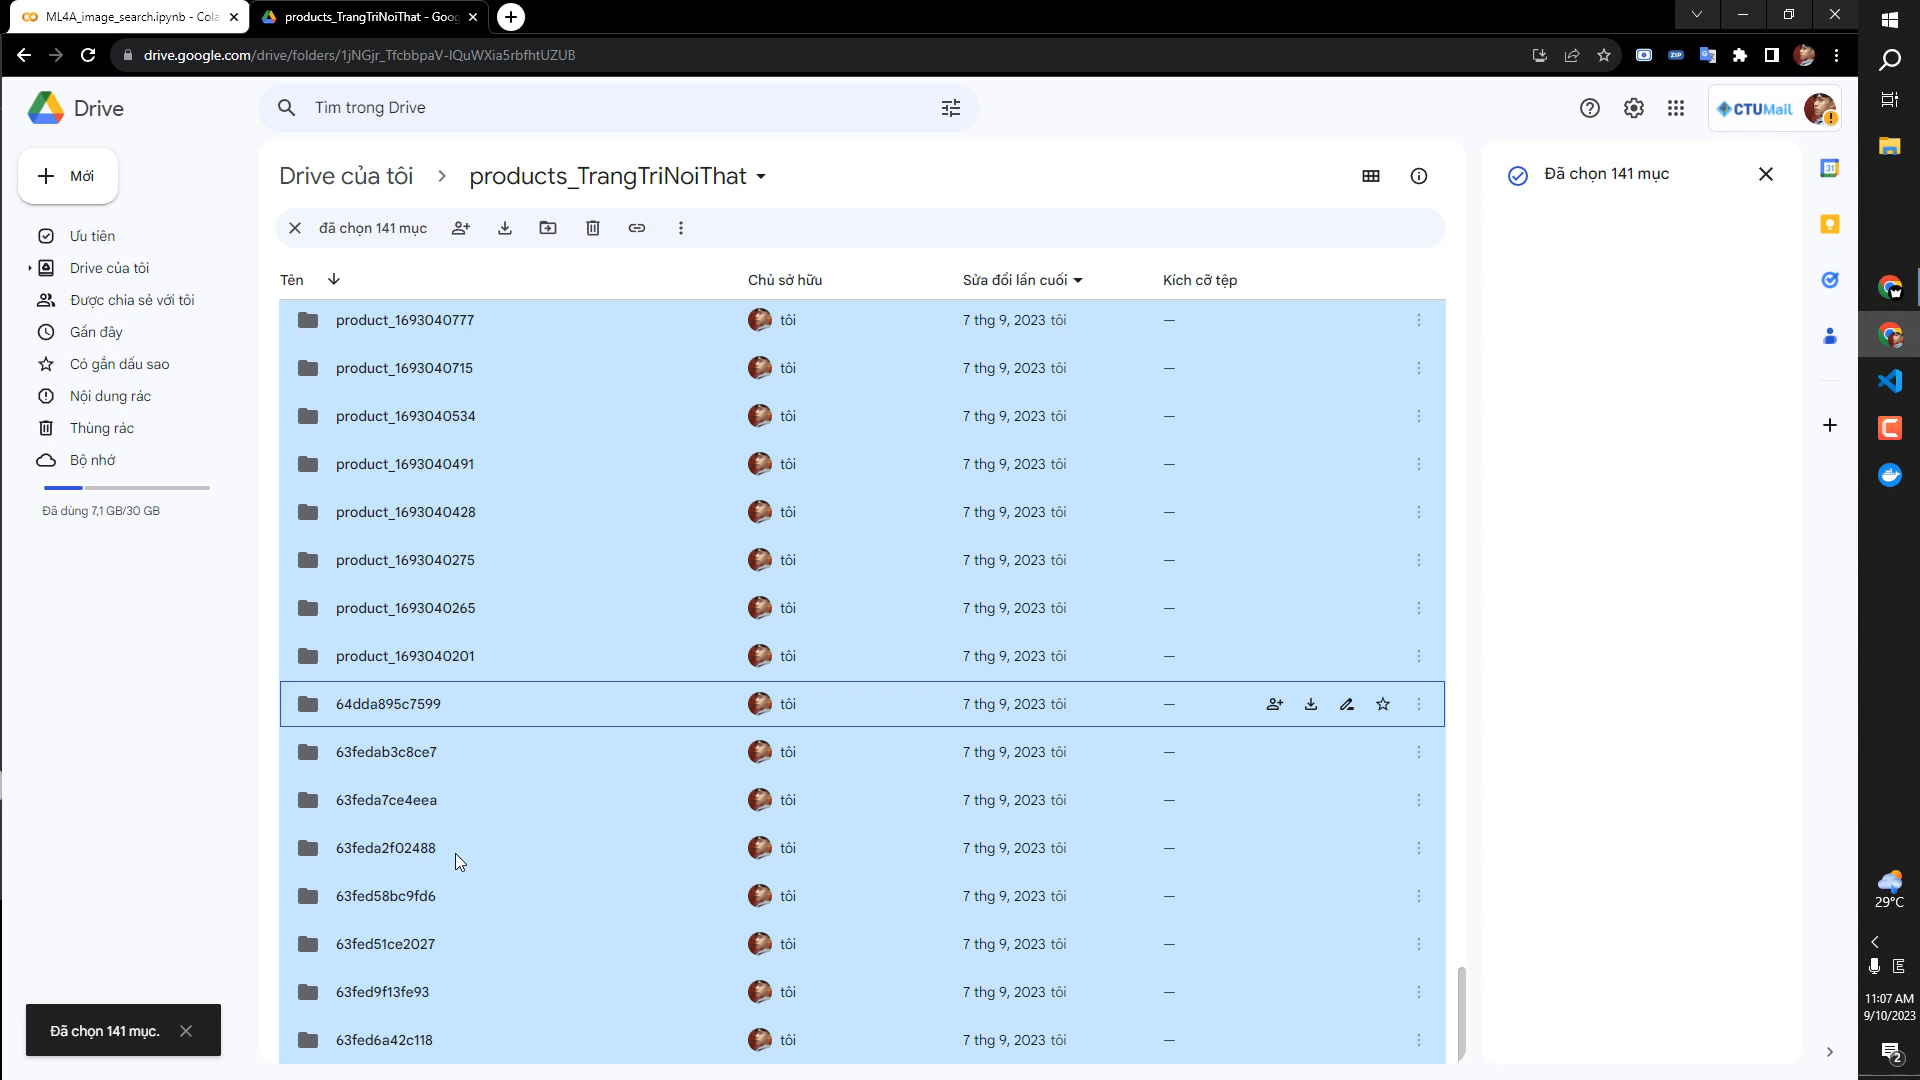 ML4A_image_search.ipynb - Cola
products_TrangTriNoiThat - Goog
drive.google.com/drive/folders/1jNGjr_TfcbbpaV-IQuWXia5rbfhtUZUB
ZIP
Drive
Tìm trong Drive
CTUMail
Mới
Drive của tôi
products_TrangTriNoiThat
Đã chọn 141 mục
đã chọn 141 mục
Ưu tiên
Drive của tôi
Được chia sẻ với tôi
Gần đây
Có gắn dấu sao
Nội dung rác
Thùng rác
Bộ nhớ
Đã dùng 7,1 GB/30 GB
Tên
Chủ sở hữu
Sửa đổi lần cuối
Kích cỡ tệp
product_1693040777 tôi 7 thg 9, 2023 tôi —
product_1693040715 tôi 7 thg 9, 2023 tôi —
product_1693040534 tôi 7 thg 9, 2023 tôi —
product_1693040491 tôi 7 thg 9, 2023 tôi —
product_1693040428 tôi 7 thg 9, 2023 tôi —
product_1693040275 tôi 7 thg 9, 2023 tôi —
product_1693040265 tôi 7 thg 9, 2023 tôi —
product_1693040201 tôi 7 thg 9, 2023 tôi —
64dda895c7599 tôi 7 thg 9, 2023 tôi —
63fedab3c8ce7 tôi 7 thg 9, 2023 tôi —
63feda7ce4eea tôi 7 thg 9, 2023 tôi —
63feda2f02488 tôi 7 thg 9, 2023 tôi —
63fed58bc9fd6 tôi 7 thg 9, 2023 tôi —
63fed51ce2027 tôi 7 thg 9, 2023 tôi —
63fed9f13fe93 tôi 7 thg 9, 2023 tôi —
63fed6a42c118 tôi 7 thg 9, 2023 tôi —
Đã chọn 141 mục.
31
29°C
E
11:07 AM
9/10/2023
2